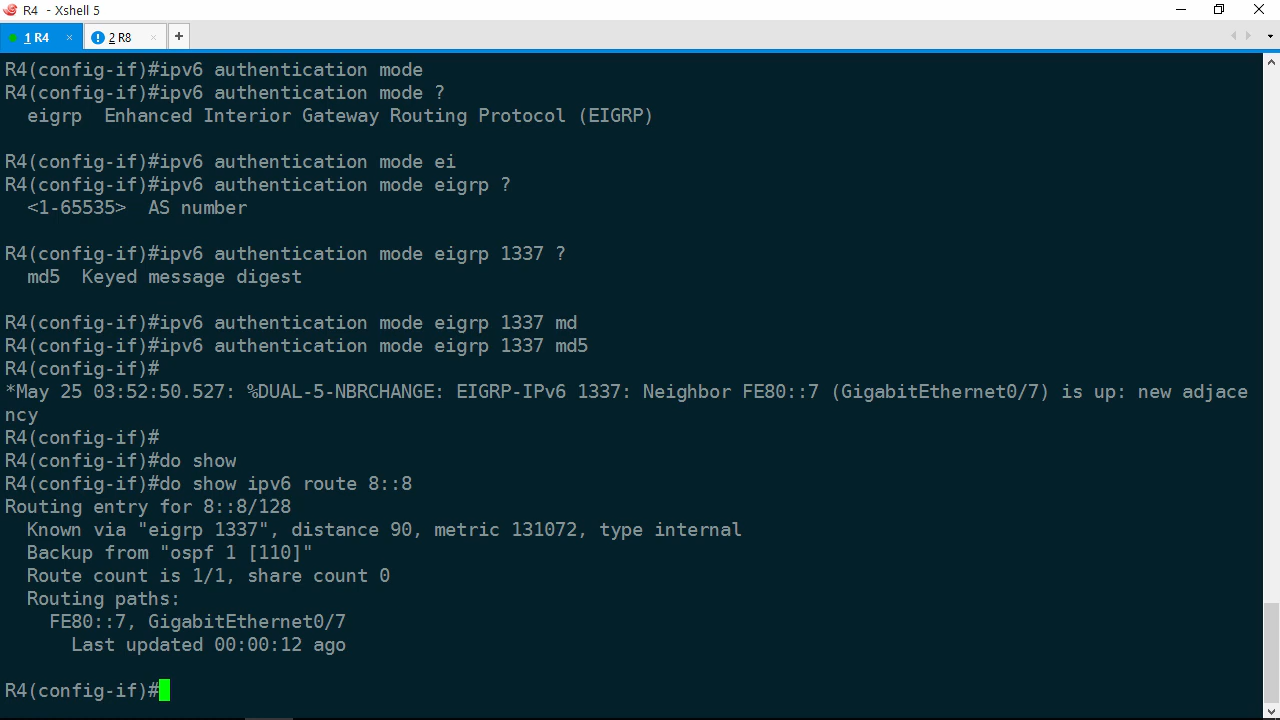 R4 - Xshell 5
1 R4 × 2 R8 × +
R4(config-if)#ipv6 authentication mode
R4(config-if)#ipv6 authentication mode ?
eigrp Enhanced Interior Gateway Routing Protocol (EIGRP)
R4(config-if)#ipv6 authentication mode ei
R4(config-if)#ipv6 authentication mode eigrp ?
<1-65535> AS number
R4(config-if)#ipv6 authentication mode eigrp 1337 ?
md5 Keyed message digest
R4(config-if)#ipv6 authentication mode eigrp 1337 md
R4(config-if)#ipv6 authentication mode eigrp 1337 md5
R4(config-if)#
*May 25 03:52:50.527: %DUAL-5-NBRCHANGE: EIGRP-IPv6 1337: Neighbor FE80::7 (GigabitEthernet0/7) is up: new adjace
ncy
R4(config-if)#
R4(config-if)#do show
R4(config-if)#do show ipv6 route 8::8
Routing entry for 8::8/128
Known via "eigrp 1337", distance 90, metric 131072, type internal
Backup from "ospf 1 [110]"
Route count is 1/1, share count 0
Routing paths:
FE80::7, GigabitEthernet0/7
Last updated 00:00:12 ago
R4(config-if)#